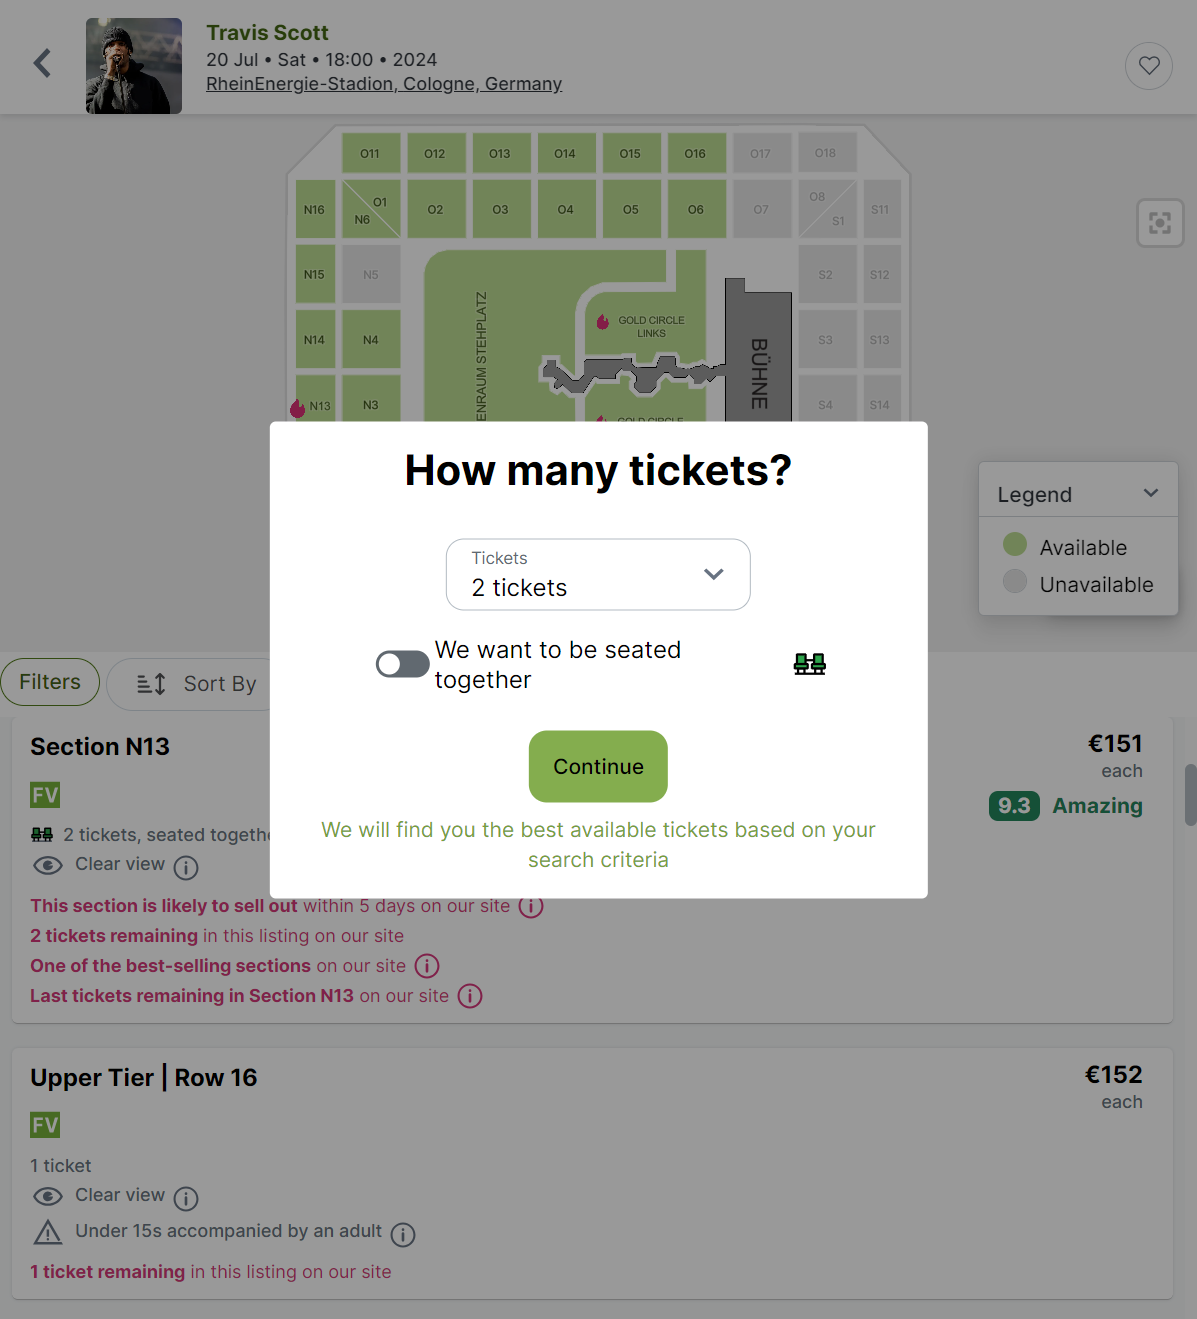 Travis Scott
20 Jul • Sat • 18:00 • 2024
RheinEnergie-Stadion, Cologne, Germany
O11 O12 O13 O14 O15 O16 O17 O18
N16 N6 O1 O2 O3 O4 O5 O6 O7 O8 S1 S11
N15 N5 S2 S12
ENRAUM STEHPLATZ
GOLD CIRCLE
LINKS
BÜHNE
N14 N4 S3 S13
N13 N3 S4 S14
GOLD CIRCLE
How many tickets?
Tickets
2 tickets
We want to be seated
together
Continue
We will find you the best available tickets based on your
search criteria
Legend
Available
Unavailable
Filters
Sort By
Section N13
€151
each
FV
9.3 Amazing
2 tickets, seated togethe
Clear view
This section is likely to sell out within 5 days on our site
2 tickets remaining in this listing on our site
One of the best-selling sections on our site
Last tickets remaining in Section N13 on our site
Upper Tier | Row 16
€152
each
FV
1 ticket
Clear view
Under 15s accompanied by an adult
1 ticket remaining in this listing on our site